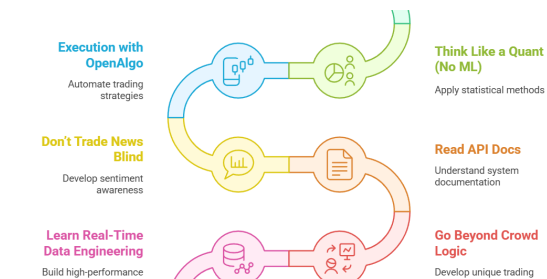 Execution with
OpenAlgo
Automate trading
strategies
Think Like a Quant
(No ML)
Apply statistical methods
Don't Trade News
Blind
Develop sentiment
awareness
Read API Docs
Understand system
documentation
Learn Real-Time
Data Engineering
Build high-performance
Go Beyond Crowd
Logic
Develop unique trading